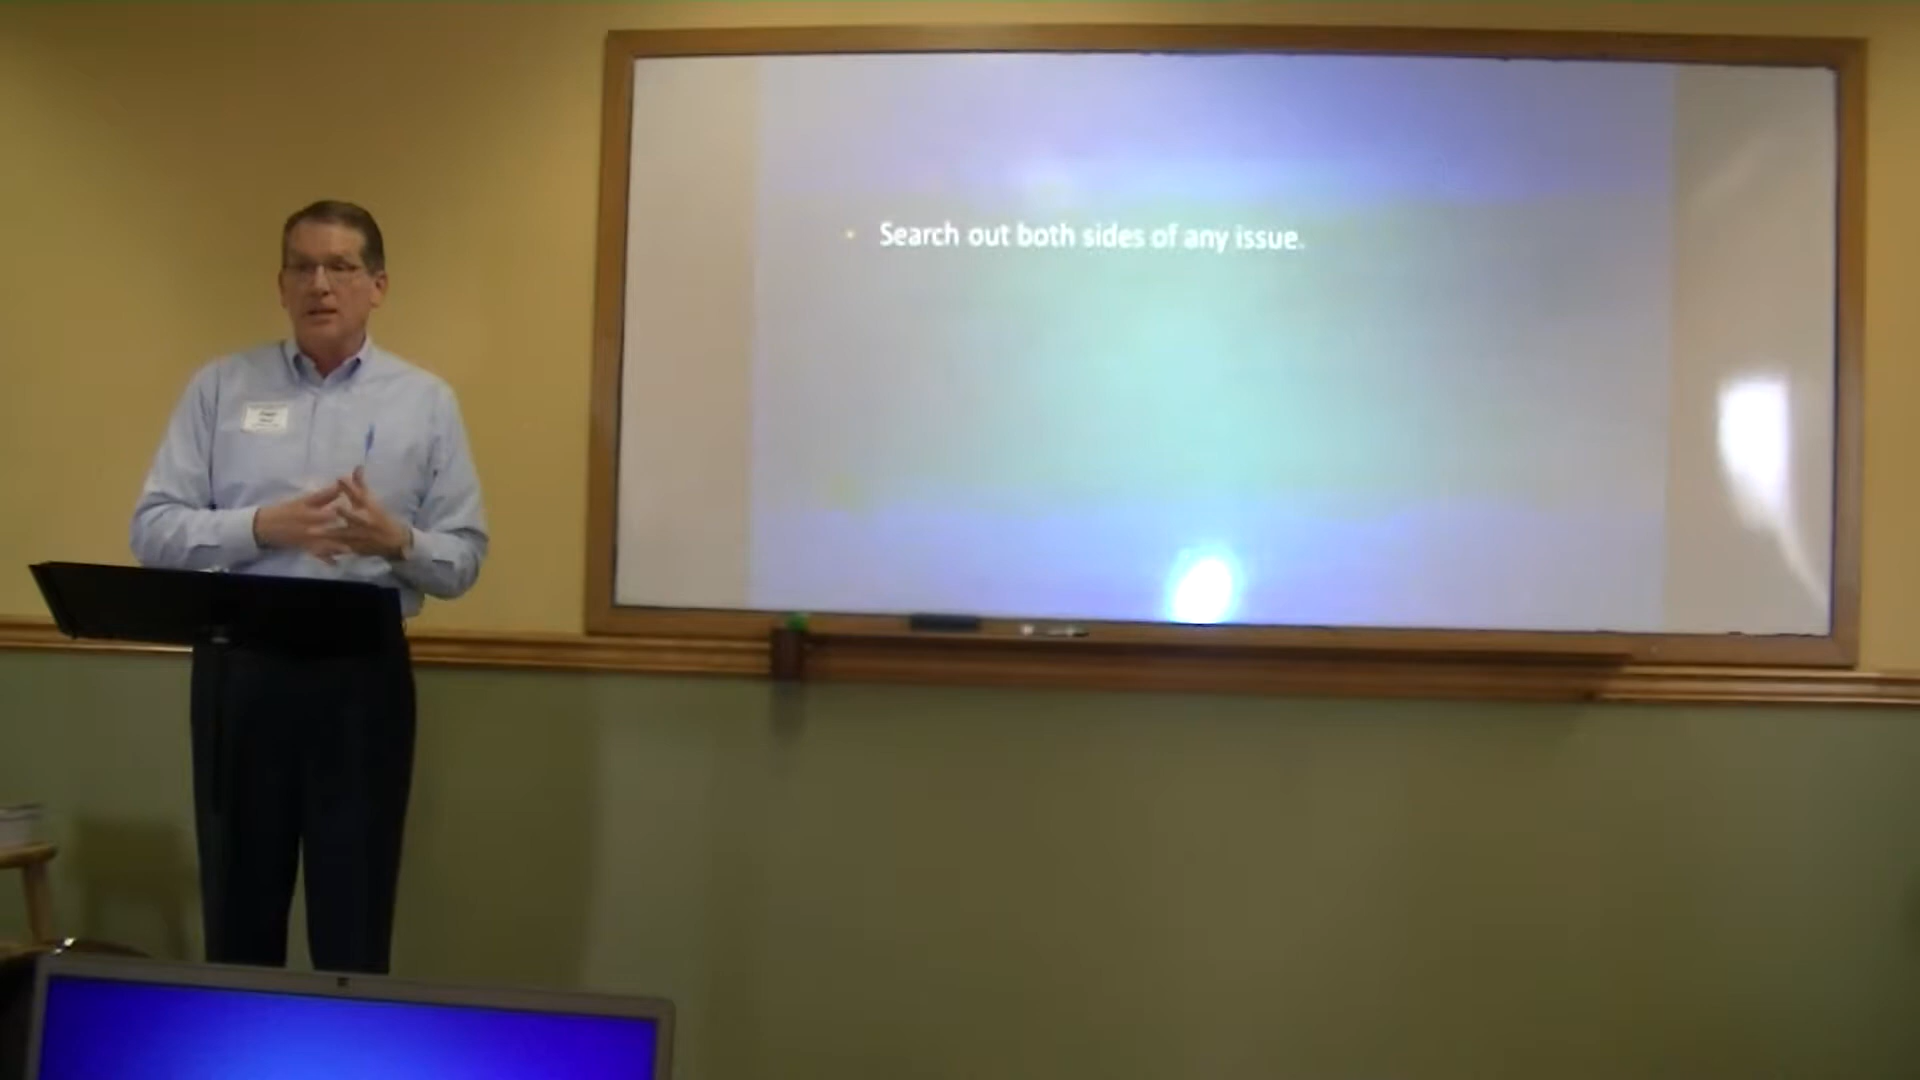 • Search out both sides of any issue.